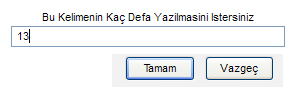 Bu Kelimenin Kaç Defa Yazilmasini Istersiniz
13
Tamam Vazgeç